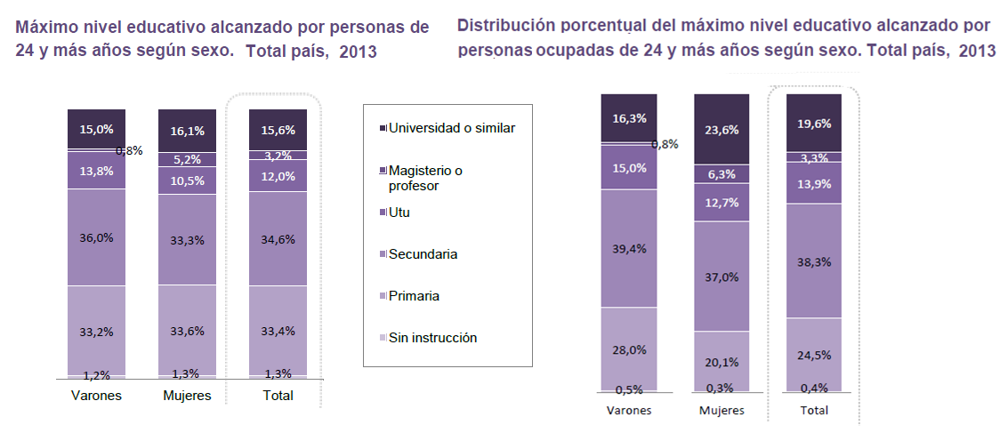 Máximo nivel educativo alcanzado por personas de
24 y más años según sexo. Total país, 2013
15,0%
16,1%
15,6%
0,8%
5,2%
3,2%
13,8%
10,5%
12,0%
36,0%
33,3%
34,6%
33,2%
33,6%
33,4%
1,2%
1,3%
1,3%
Varones
Mujeres
Total
Universidad o similar
Magisterio o
profesor
Utu
Secundaria
Primaria
Sin instrucción
Distribución porcentual del máximo nivel educativo alcanzado por
personas ocupadas de 24 y más años según sexo. Total país, 2013
16,3%
23,6%
19,6%
0,8%
6,3%
3,3%
15,0%
12,7%
13,9%
39,4%
37,0%
38,3%
28,0%
20,1%
24,5%
0,5%
0,3%
0,4%
Varones
Mujeres
Total